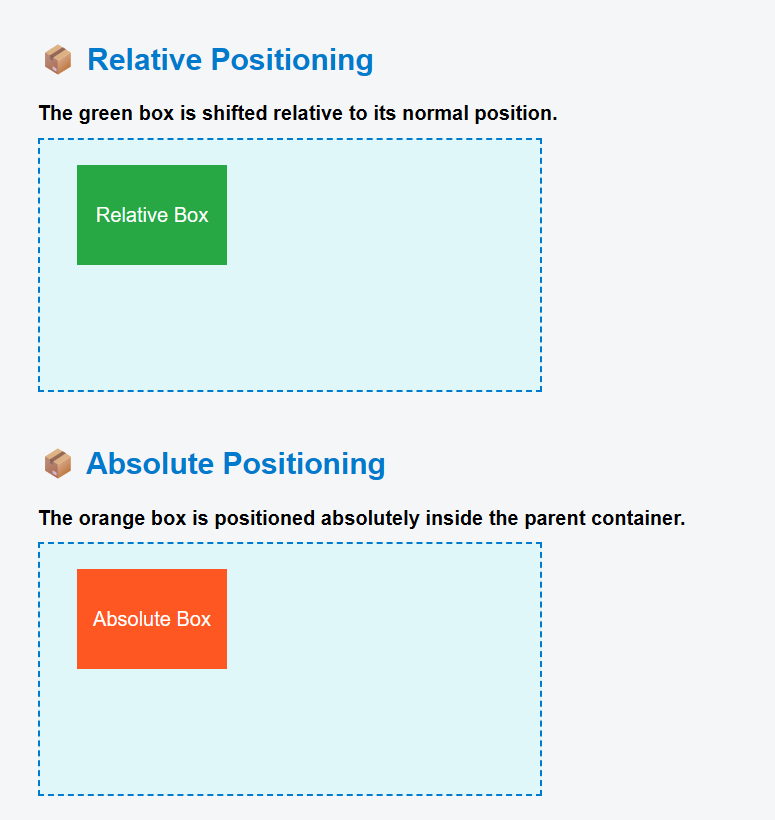 📦 Relative Positioning
The green box is shifted relative to its normal position.
Relative Box
📦 Absolute Positioning
The orange box is positioned absolutely inside the parent container.
Absolute Box